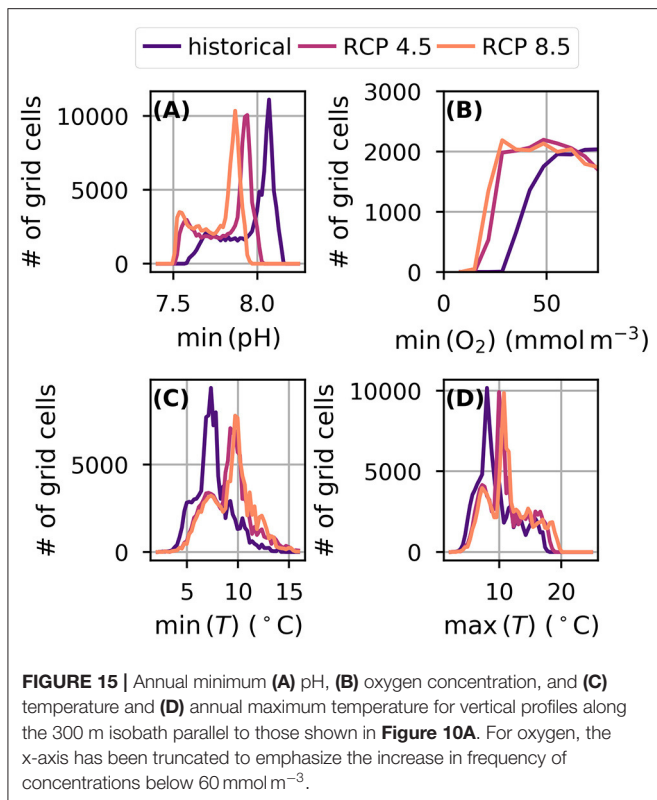 historical RCP 4.5 RCP 8.5
(A)
10000
5000
0
# of grid cells
7.5 8.0
min (pH)
(B)
3000
2000
1000
0
# of grid cells
0 50
min (O₂) (mmol m⁻³)
(C)
5000
0
# of grid cells
5 10 15
min (T) (°C)
(D)
10000
5000
0
# of grid cells
10 20
max (T) (°C)
FIGURE 15 | Annual minimum (A) pH, (B) oxygen concentration, and (C)
temperature and (D) annual maximum temperature for vertical profiles along
the 300 m isobath parallel to those shown in Figure 10A. For oxygen, the
x-axis has been truncated to emphasize the increase in frequency of
concentrations below 60 mmol m⁻³.